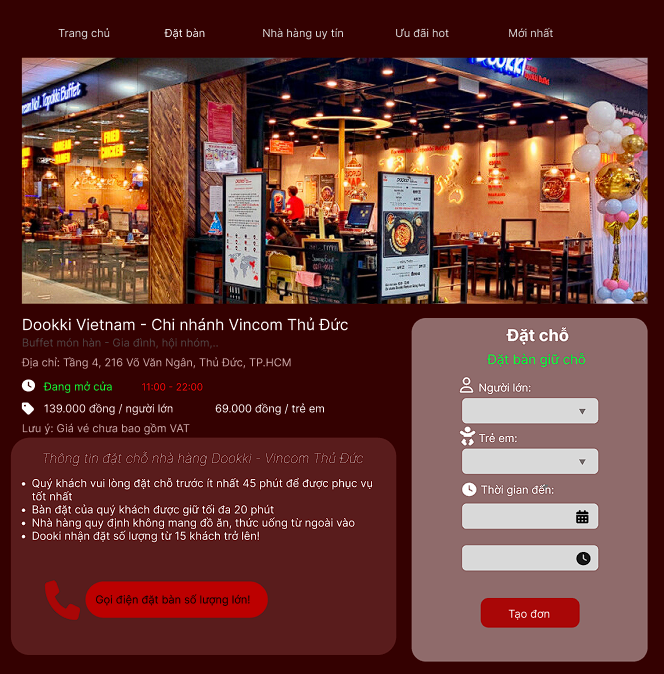 Trang chủ
Đặt bàn
Nhà hàng uy tín
Ưu đãi hot
Mới nhất
Topokki Buffet
FRIED
Dookki Vietnam - Chi nhánh Vincom Thủ Đức
Buffet món hàn - Gia đình, hội nhóm,..
Địa chỉ: Tầng 4, 216 Võ Văn Ngân, Thủ Đức, TP.HCM
Đang mở cửa 11:00 - 22:00
139.000 đồng / người lớn 69.000 đồng / trẻ em
Lưu ý: Giá vé chưa bao gồm VAT
Thông tin đặt chỗ nhà hàng Dookki - Vincom Thủ Đức
Quý khách vui lòng đặt chỗ trước ít nhất 45 phút để được phục vụ
tốt nhất
Bàn đặt của quý khách được giữ tối đa 20 phút
Nhà hàng quy định không mang đồ ăn, thức uống từ ngoài vào
Dooki nhận đặt số lượng từ 15 khách trở lên!
Gọi điện đặt bàn số lượng lớn!
Đặt chỗ
Đặt bàn giữ chỗ
Người lớn:
Trẻ em:
Thời gian đến:
Tạo đơn